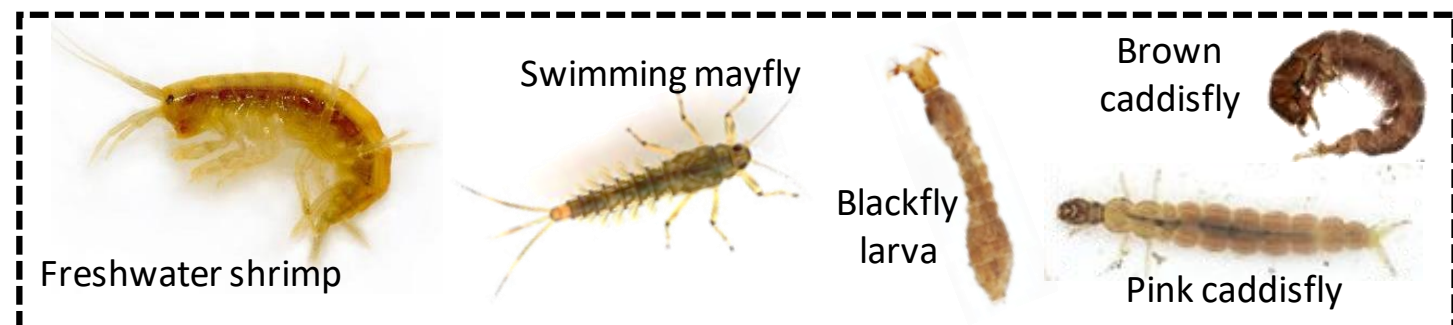 Freshwater shrimp
Swimming mayfly
Blackfly
larva
Brown
caddisfly
Pink caddisfly